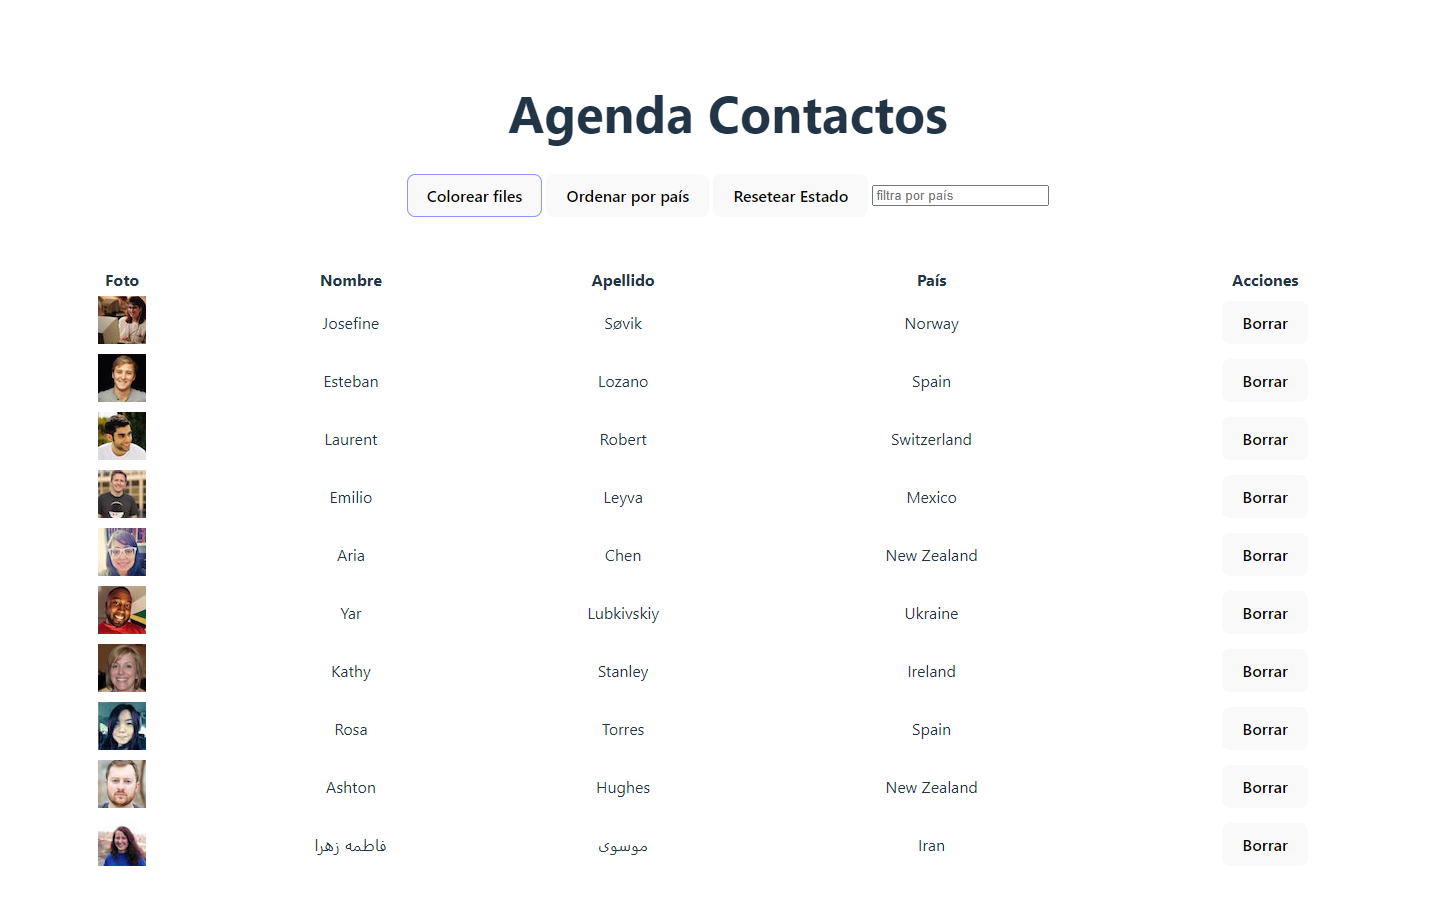 Agenda Contactos
Colorear files Ordenar por país Resetear Estado filtra por país
Foto Nombre Apellido País Acciones
Josefine Søvik Norway Borrar
Esteban Lozano Spain Borrar
Laurent Robert Switzerland Borrar
Emilio Leyva Mexico Borrar
Aria Chen New Zealand Borrar
Yar Lubkivskiy Ukraine Borrar
Kathy Stanley Ireland Borrar
Rosa Torres Spain Borrar
Ashton Hughes New Zealand Borrar
فاطمه زهرا موسوی Iran Borrar